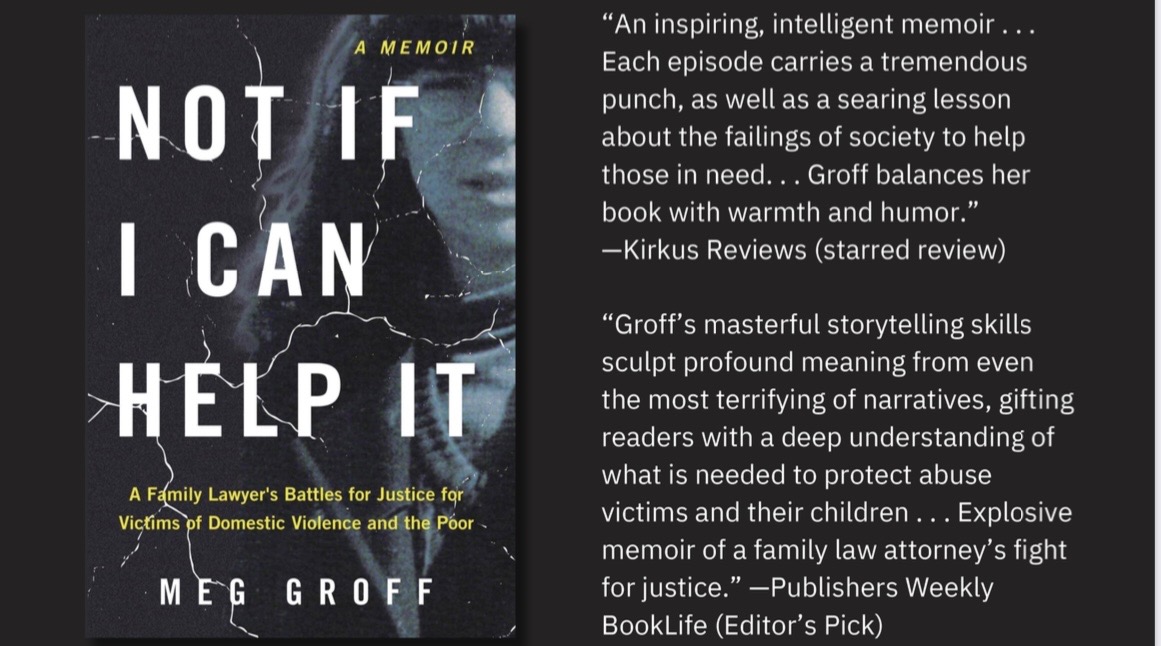 A MEMOIR
NOT IF
I CAN
HELP IT
A Family Lawyer's Battles for Justice for
Victims of Domestic Violence and the Poor
MEG GROFF
“An inspiring, intelligent memoir . . .
Each episode carries a tremendous
punch, as well as a searing lesson
about the failings of society to help
those in need. . . Groff balances her
book with warmth and humor.”
—Kirkus Reviews (starred review)
“Groff’s masterful storytelling skills
sculpt profound meaning from even
the most terrifying of narratives, gifting
readers with a deep understanding of
what is needed to protect abuse
victims and their children . . . Explosive
memoir of a family law attorney’s fight
for justice.” —Publishers Weekly
BookLife (Editor’s Pick)